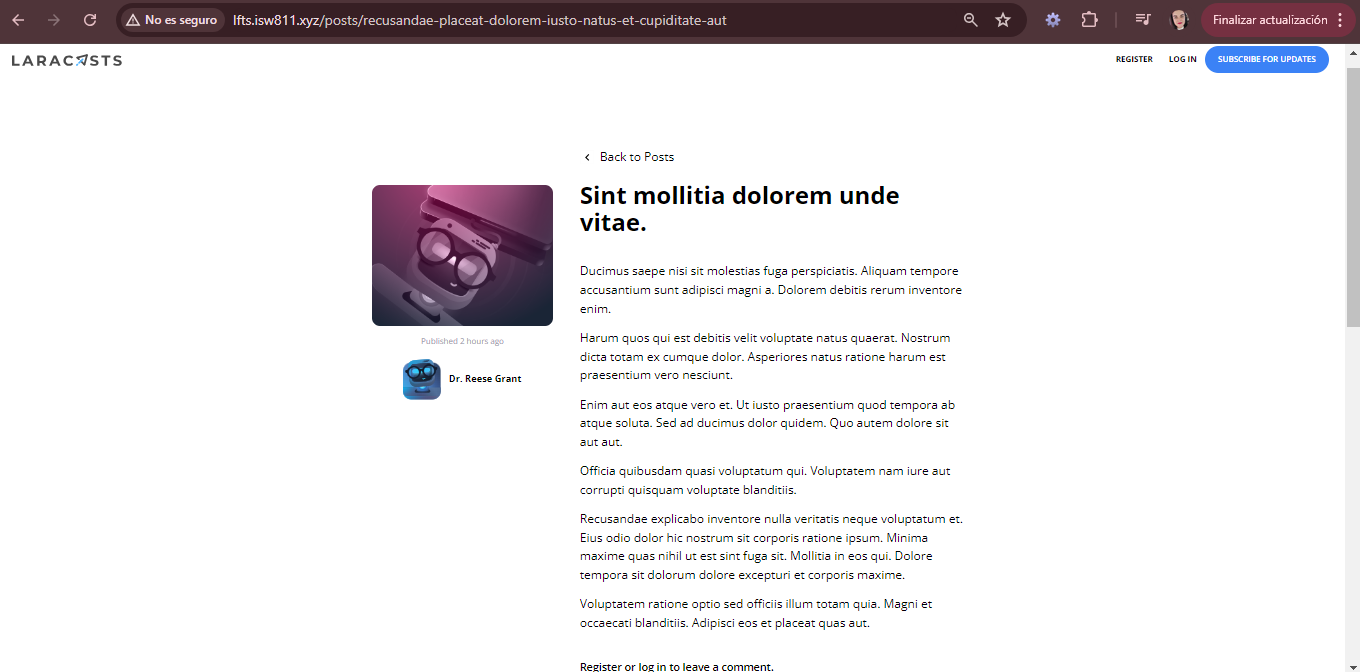 No es seguro
lfts.isw811.xyz/posts/recusandae-placeat-dolorem-iusto-natus-et-cupiditate-aut
Finalizar actualización
LARACASTS
REGISTER
LOG IN
SUBSCRIBE FOR UPDATES
Back to Posts
Sint mollitia dolorem unde
vitae.
Published 2 hours ago
Dr. Reese Grant
Ducimus saepe nisi sit molestias fuga perspiciatis. Aliquam tempore
accusantium sunt adipisci magni a. Dolorem debitis rerum inventore
enim.
Harum quos qui est debitis velit voluptate natus quaerat. Nostrum
dicta totam ex cumque dolor. Asperiores natus ratione harum est
praesentium vero nesciunt.
Enim aut eos atque vero et. Ut iusto praesentium quod tempora ab
atque soluta. Sed ad ducimus dolor quidem. Quo autem dolore sit
aut aut.
Officia quibusdam quasi voluptatum qui. Voluptatem nam iure aut
corrupti quisquam voluptate blanditiis.
Recusandae explicabo inventore nulla veritatis neque voluptatum et.
Eius odio dolor hic nostrum sit corporis ratione ipsum. Minima
maxime quas nihil ut est sint fuga sit. Mollitia in eos qui. Dolore
tempora sit dolorum dolore excepturi et corporis maxime.
Voluptatem ratione optio sed officiis illum totam quia. Magni et
occaecati blanditiis. Adipisci eos et placeat quas aut.
Register or log in to leave a comment.